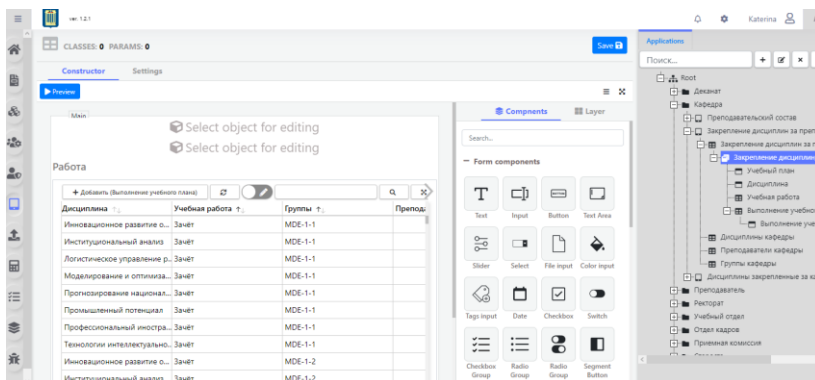 ver. 1.2.1
Katerina
CLASSES: 0 PARAMS: 0
Save
Applications
Constructor
Settings
Поиск...
Preview
Root
Деканат
Кафедра
Преподавательский состав
Закрепление дисциплин за преп
Закрепление дисциплин за п
Закрепление дисциплин
Учебный план
Дисциплина
Учебная работа
Выполнение учебно
Выполнение уче
Дисциплины кафедры
Преподаватели кафедры
Группы кафедры
Дисциплины закрепленные за ка
Преподаватель
Ректорат
Учебный отдел
Отдел кадров
Приемная комиссия
Main
Select object for editing
Select object for editing
Работа
Добавить (Выполнение учебного плана)
Дисциплина Учебная работа Группы Препода
Инновационное развитие о... Зачёт MDE-1-1
Институциональный анализ Зачёт MDE-1-1
Логистическое управление р... Зачёт MDE-1-1
Моделирование и оптимиза... Зачёт MDE-1-1
Прогнозирование национал... Зачёт MDE-1-1
Промышленный потенциал Зачёт MDE-1-1
Профессиональный иностра... Зачёт MDE-1-1
Технологии интеллектуально... Зачёт MDE-1-1
Инновационное развитие о... Зачёт MDE-1-2
Институциональный анализ Зачёт MDE-1-2
Compnents
Layer
Search...
Form components
Text Input Button Text Area
Slider Select File input Color input
Tags input Date Checkbox Switch
Checkbox Group
Radio Group
Radio Group
Segment Button